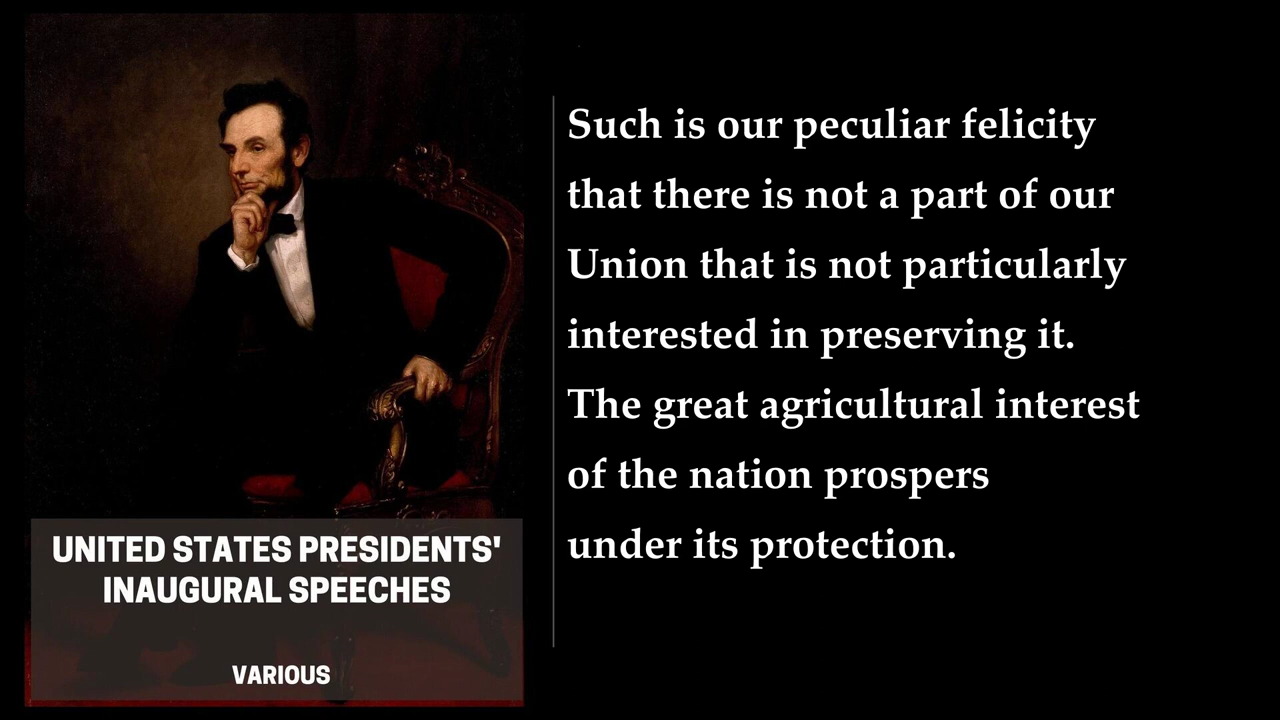 Such is our peculiar felicity
that there is not a part of our
Union that is not particularly
interested in preserving it.
The great agricultural interest
of the nation prospers
under its protection.
UNITED STATES PRESIDENTS'
INAUGURAL SPEECHES
VARIOUS